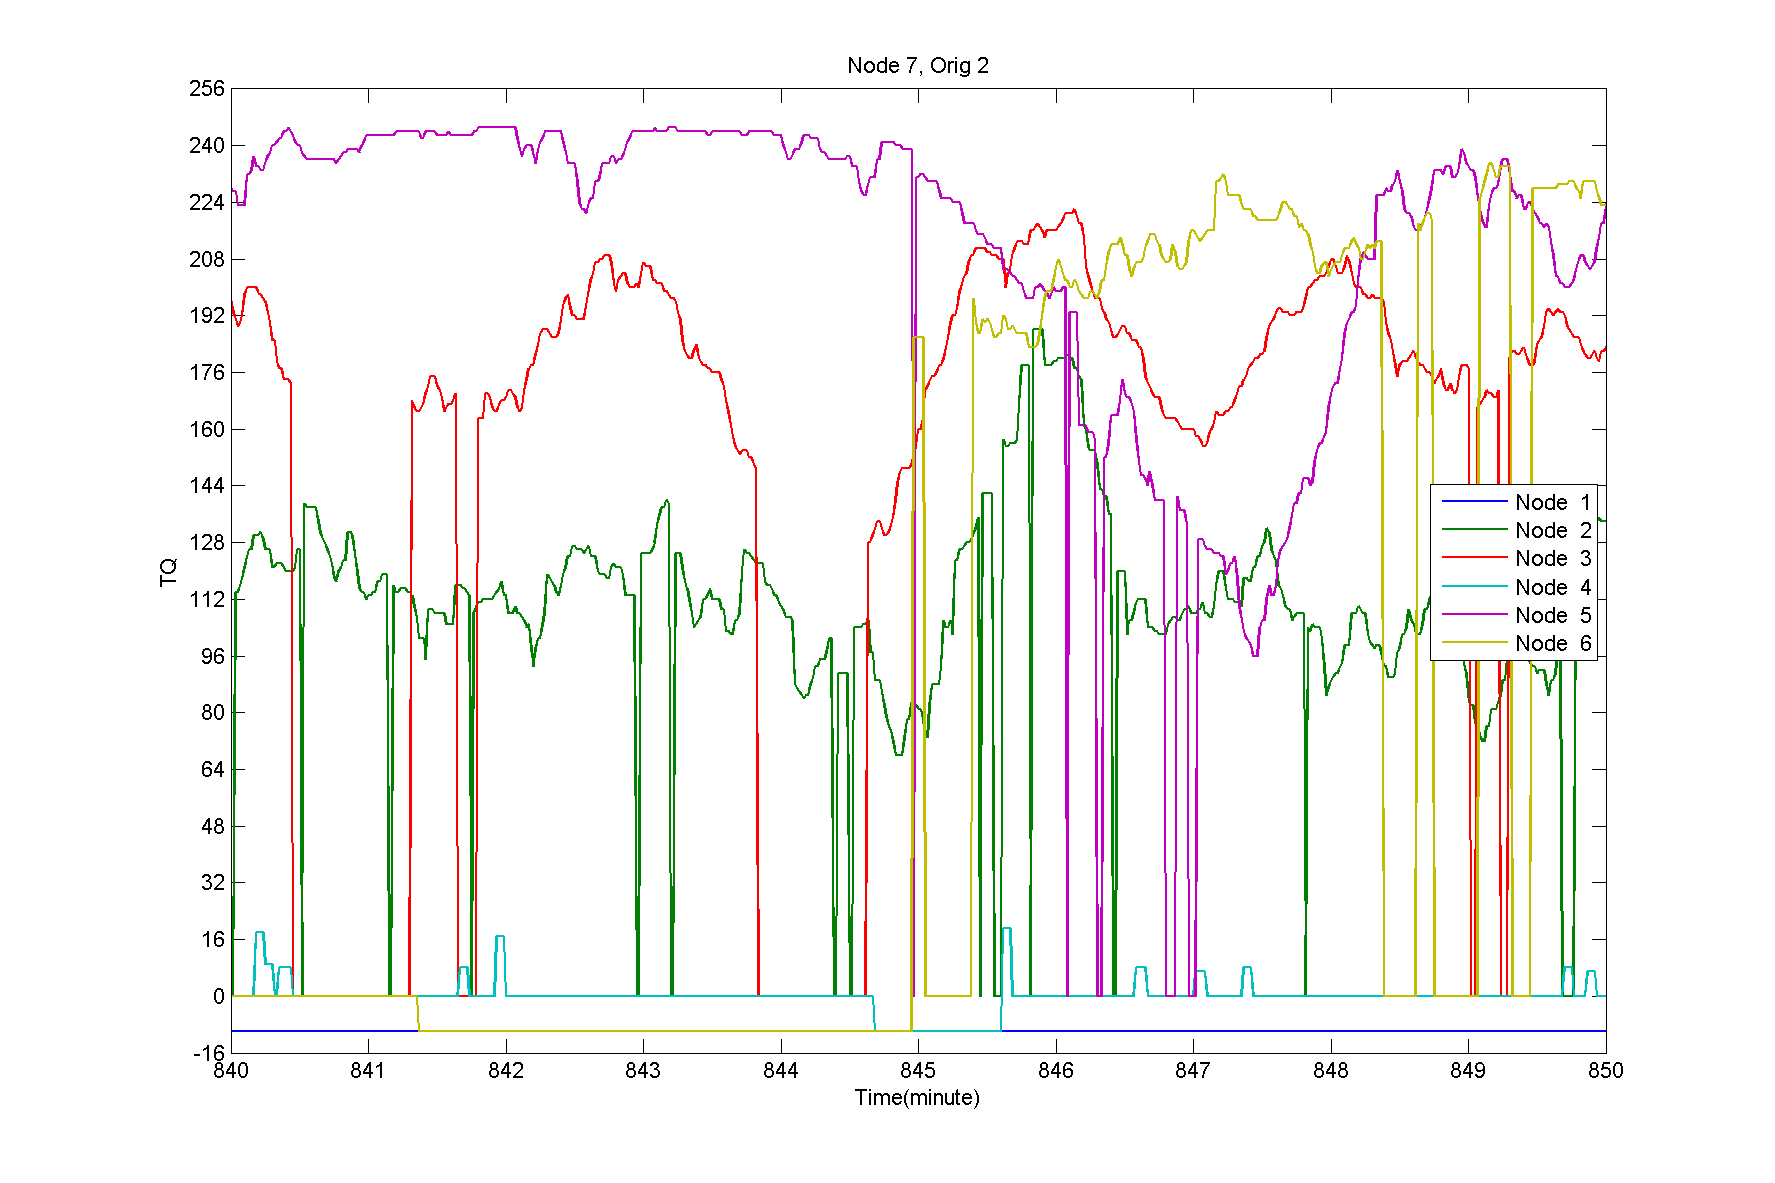 Node 7, Orig 2
256
240
224
208
192
176
160
144
128
112
96
80
64
48
32
16
0
-16
TQ
840 841 842 843 844 845 846 847 848 849 850
Time(minute)
Node 1
Node 2
Node 3
Node 4
Node 5
Node 6